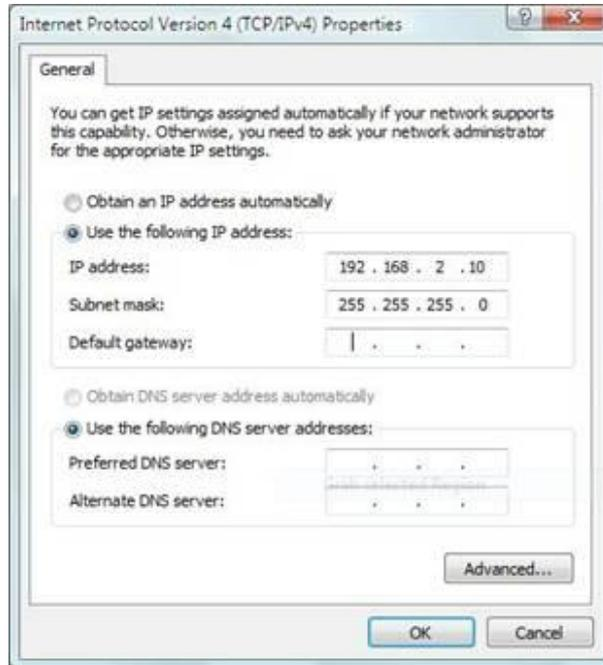 Internet Protocol Version 4 (TCP/IPv4) Properties
General
You can get IP settings assigned automatically if your network supports
this capability. Otherwise, you need to ask your network administrator
for the appropriate IP settings.
Obtain an IP address automatically
Use the following IP address:
IP address: 192 . 168 . 2 . 10
Subnet mask: 255 . 255 . 255 . 0
Default gateway: . . .
Obtain DNS server address automatically
Use the following DNS server addresses:
Preferred DNS server: . . .
Alternate DNS server: . . .
Advanced...
OK Cancel